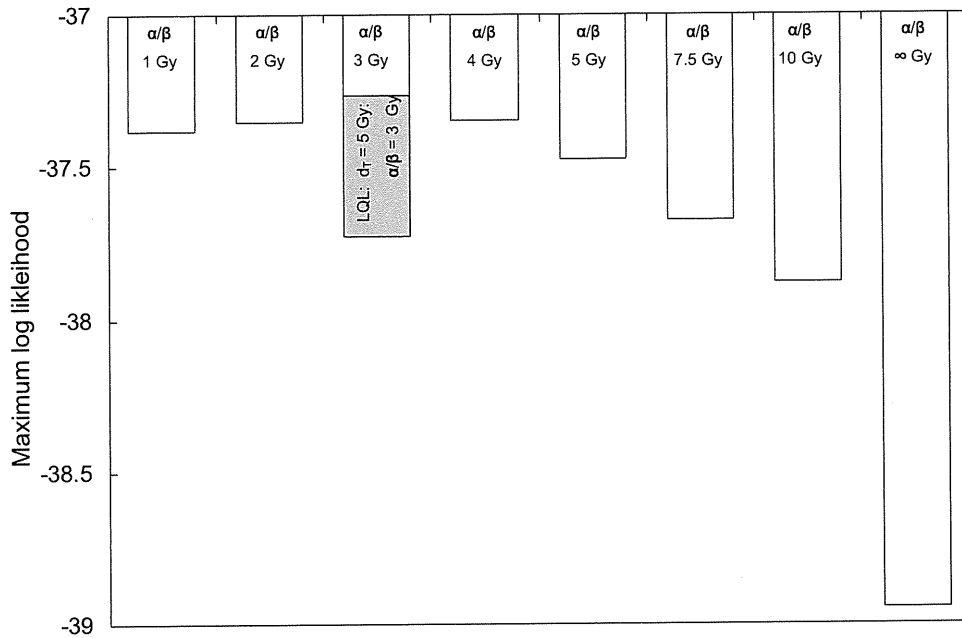 -37
-37.5
-38
-38.5
-39
Maximum log likleihood
α/β
1 Gy
α/β
2 Gy
α/β
3 Gy
LQL: dT = 5 Gy:
α/β = 3 Gy
α/β
4 Gy
α/β
5 Gy
α/β
7.5 Gy
α/β
10 Gy
α/β
∞ Gy